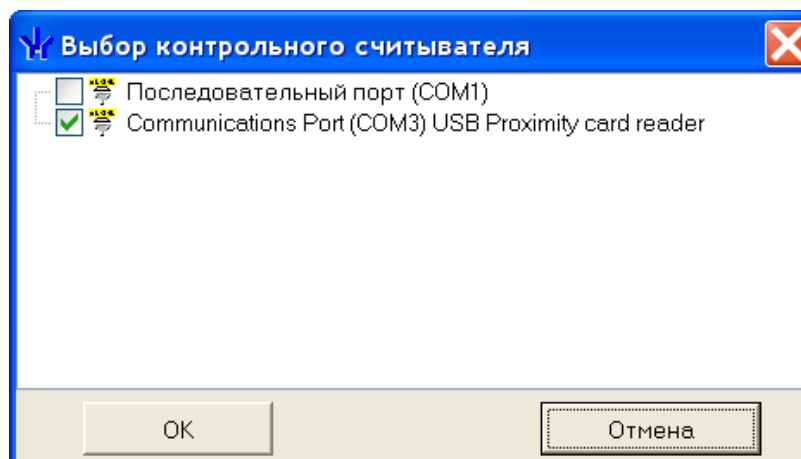 Выбор контрольного считывателя
Последовательный порт (COM1)
Communications Port (COM3) USB Proximity card reader
OK
Отмена